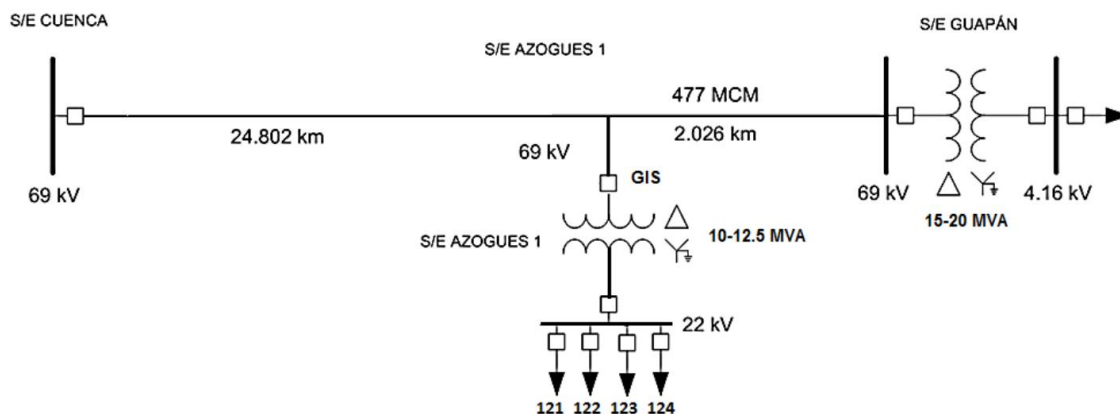 S/E CUENCA
S/E AZOGUES 1
S/E GUAPÁN
477 MCM
24.802 km
2.026 km
69 kV
69 kV
GIS
69 kV
4.16 kV
15-20 MVA
S/E AZOGUES 1
10-12.5 MVA
22 kV
121 122 123 124